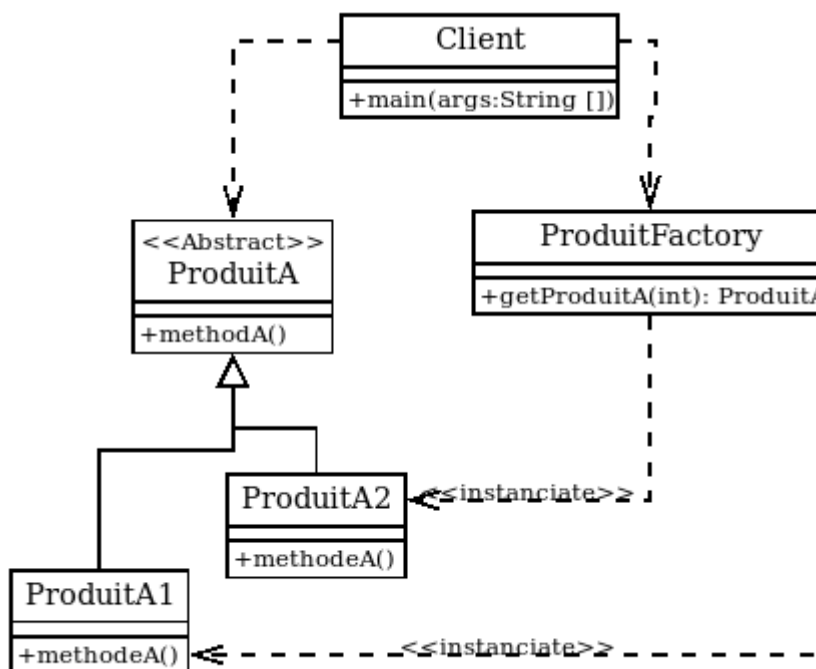 Client
+main(args:String [])
<<Abstract>>
ProduitA
+methodA()
ProduitFactory
+getProduitA(int): ProduitA
ProduitA2
+methodeA()
<<instanciate>>
ProduitA1
+methodeA()
<<instanciate>>